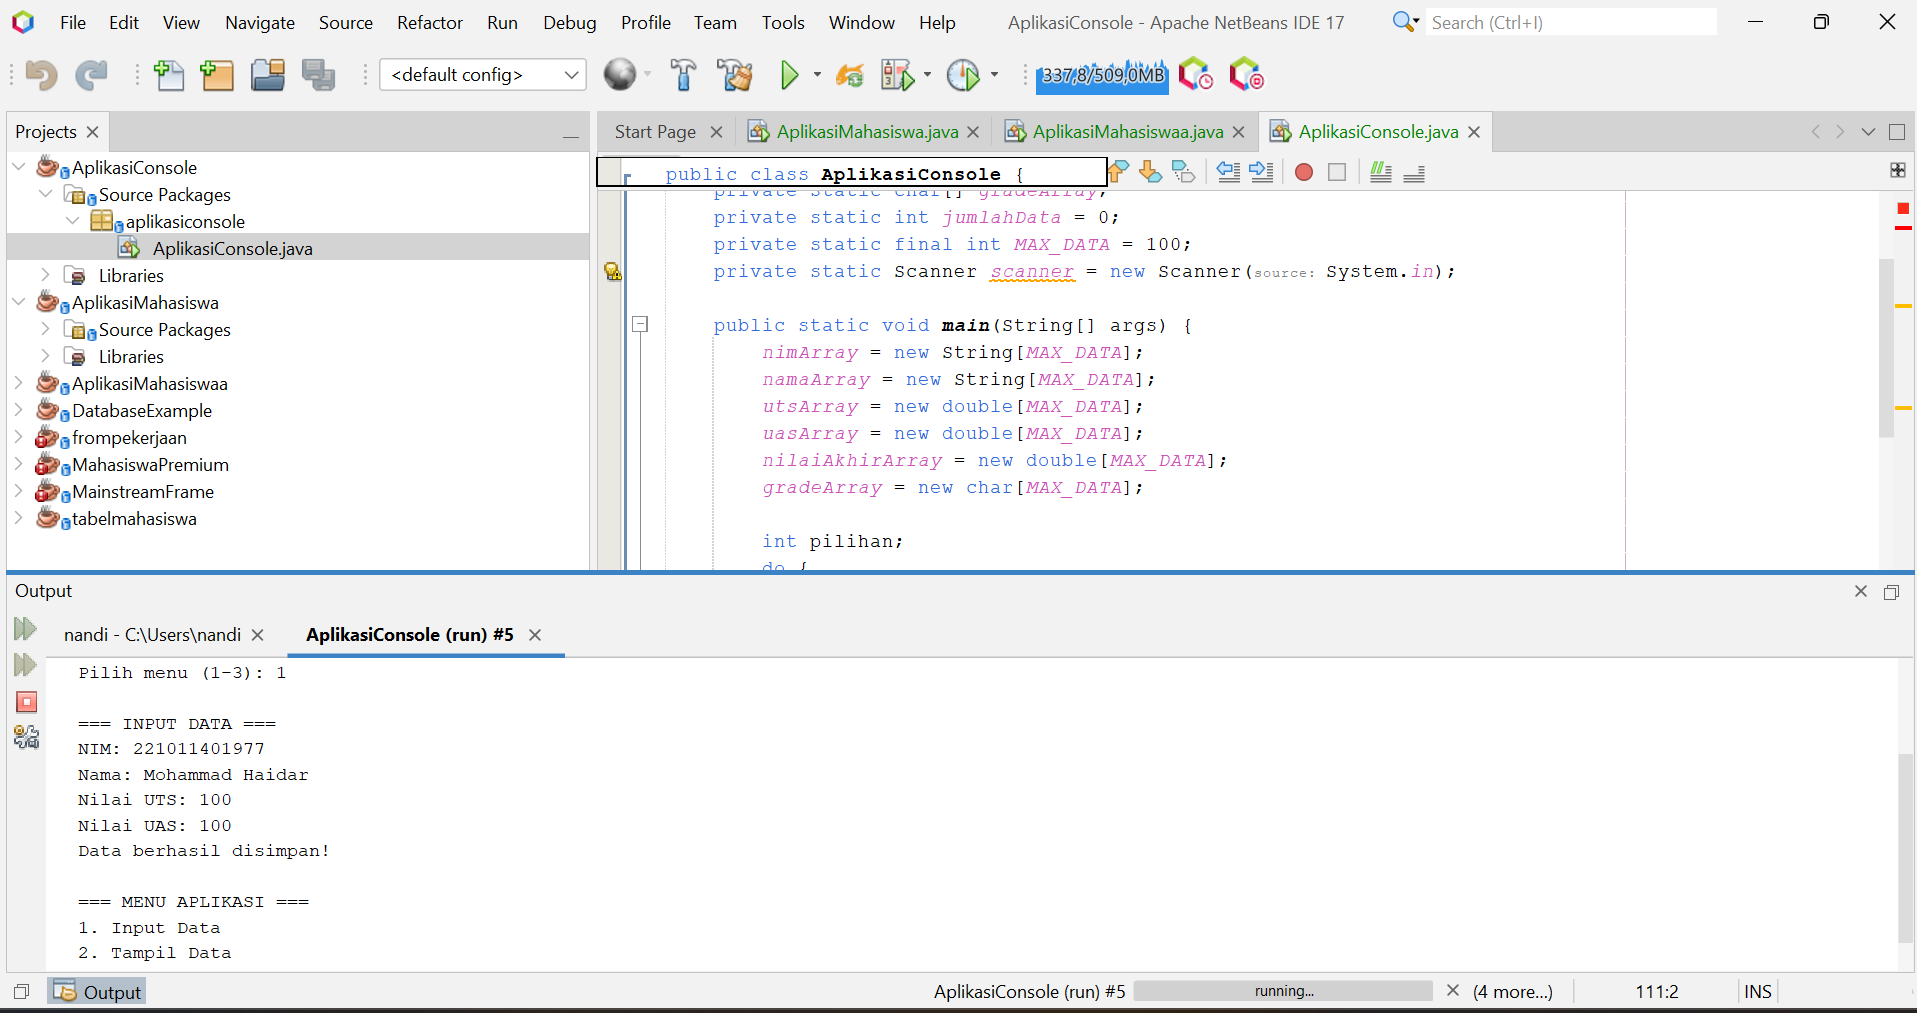 File Edit View Navigate Source Refactor Run Debug Profile Team Tools Window Help AplikasiConsole - Apache NetBeans IDE 17 Search (Ctrl+I)
<default config> 337,8/509,0MB
Projects
AplikasiConsole
Source Packages
aplikasiconsole
AplikasiConsole.java
Libraries
AplikasiMahasiswa
Source Packages
Libraries
AplikasiMahasiswaa
DatabaseExample
frompekerjaan
MahasiswaPremium
MainstreamFrame
tabelmahasiswa
Start Page AplikasiMahasiswa.java AplikasiMahasiswaa.java AplikasiConsole.java
public class AplikasiConsole {
private static char[] gradeArray;
private static int jumlahData = 0;
private static final int MAX_DATA = 100;
private static Scanner scanner = new Scanner(source: System.in);
public static void main(String[] args) {
nimArray = new String[MAX_DATA];
namaArray = new String[MAX_DATA];
utsArray = new double[MAX_DATA];
uasArray = new double[MAX_DATA];
nilaiAkhirArray = new double[MAX_DATA];
gradeArray = new char[MAX_DATA];
int pilihan;
do {
Output
nandi - C:\Users\nandi AplikasiConsole (run) #5
Pilih menu (1-3): 1
=== INPUT DATA ===
NIM: 221011401977
Nama: Mohammad Haidar
Nilai UTS: 100
Nilai UAS: 100
Data berhasil disimpan!
=== MENU APLIKASI ===
1. Input Data
2. Tampil Data
Output AplikasiConsole (run) #5 running... (4 more...) 111:2 INS